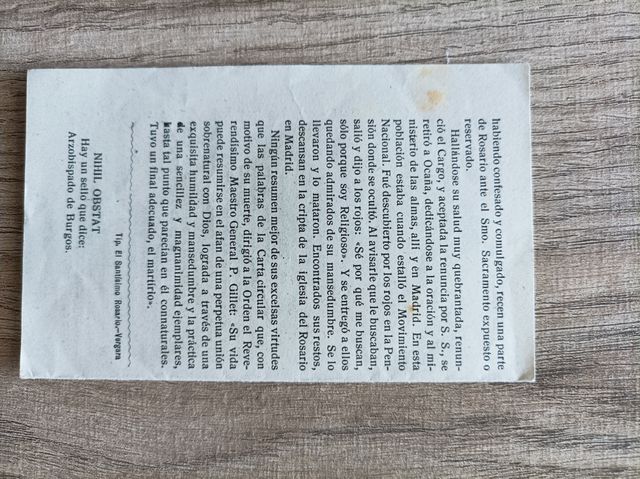 habiendo confesado y comulgado, recen una parte
de Rosario ante el Smo. Sacramento expuesto o
reservado.
Hallándose su salud muy quebrantada, renun-
ció el Cargo, y aceptada la renuncia por S. S., se
retiró a Ocaña, dedicándose a la oración y al mi-
nisterio de las almas, allí y en Madrid. En esta
población estaba cuando estalló el Movimiento
Nacional. Fué descubierto por los rojos en la Pen-
sión donde se ocultó. Al avisarle que le buscaban,
salió y dijo a los rojos: «Sé por qué me buscan,
sólo porque soy Religioso». Y se entregó a ellos
quedando admirados de su mansedumbre. Se lo
llevaron y lo mataron. Encontrados sus restos,
descansan en la cripta de la iglesia del Rosario
en Madrid.
Ningún resumen mejor de sus excelsas virtudes
que las palabras de la Carta circular que, con
motivo de su muerte, dirigió a la Orden el Reve-
rendísimo Maestro General P. Gillet: «Su vida
puede resumirse en el afan de una perpetua unión
sobrenatural con Dios, lograda a través de una
exquisita humildad y mansedumbre y la práctica
de una sencillez y magnanimidad ejemplares,
hasta tal punto que parecían en él connaturales.
Tuvo un final adecuado, el martirio».
Tip. El Santísimo Rosario.—Vergara
NIHIL OBSTAT
Hay un sello que dice:
Arzobispado de Burgos.